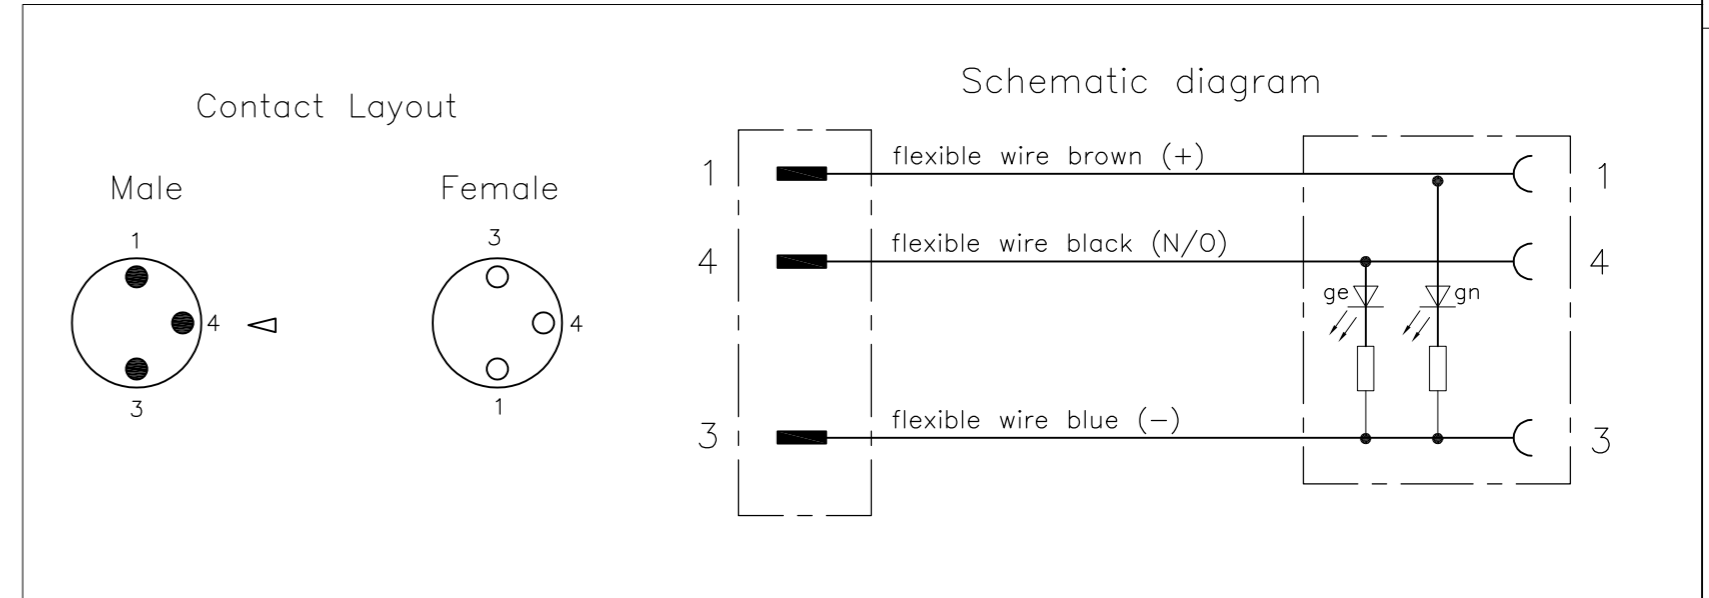 Contact Layout
Male
1
4
3
Female
3
4
1
Schematic diagram
1 flexible wire brown (+) 1
4 flexible wire black (N/O) 4
ge gn
3 flexible wire blue (−) 3